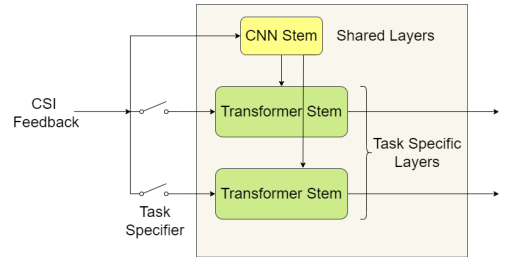 CNN Stem
Shared Layers
CSI
Feedback
Transformer Stem
Task Specific
Layers
Transformer Stem
Task
Specifier